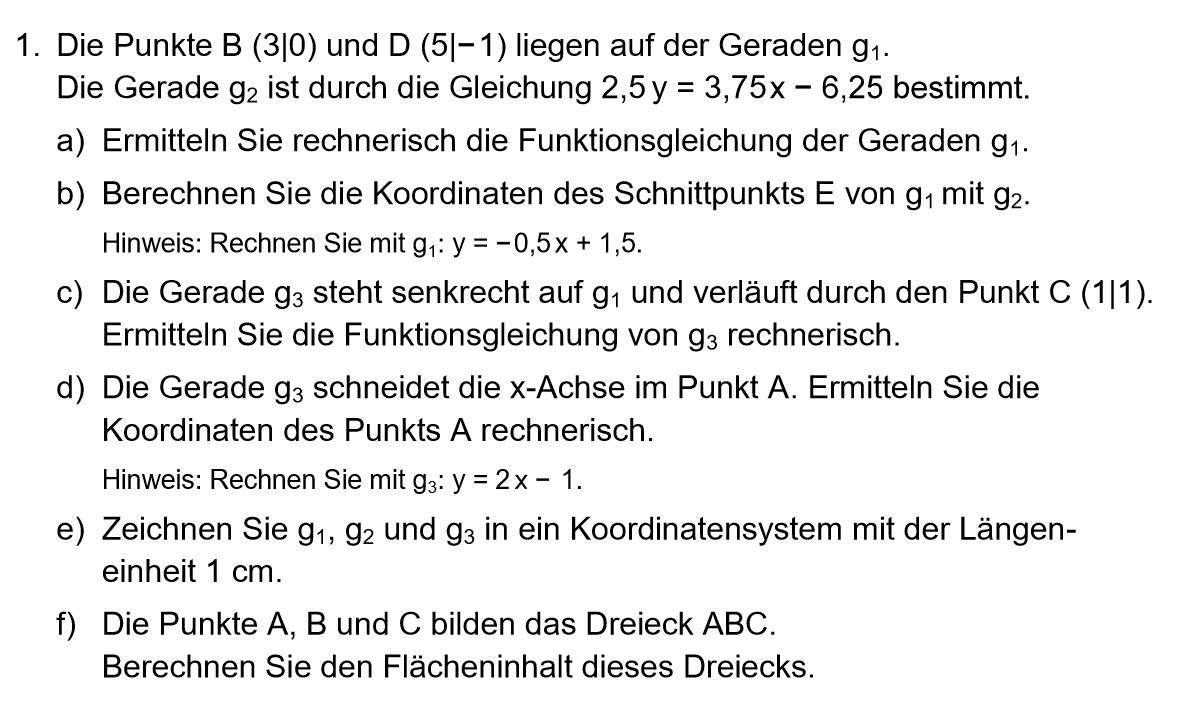 1. Die Punkte B (3|0) und D (5|−1) liegen auf der Geraden g₁.
Die Gerade g₂ ist durch die Gleichung 2,5y = 3,75x − 6,25 bestimmt.
a) Ermitteln Sie rechnerisch die Funktionsgleichung der Geraden g₁.
b) Berechnen Sie die Koordinaten des Schnittpunkts E von g₁ mit g₂.
Hinweis: Rechnen Sie mit g₁: y = −0,5x + 1,5.
c) Die Gerade g₃ steht senkrecht auf g₁ und verläuft durch den Punkt C (1|1).
Ermitteln Sie die Funktionsgleichung von g₃ rechnerisch.
d) Die Gerade g₃ schneidet die x-Achse im Punkt A. Ermitteln Sie die
Koordinaten des Punkts A rechnerisch.
Hinweis: Rechnen Sie mit g₃: y = 2x − 1.
e) Zeichnen Sie g₁, g₂ und g₃ in ein Koordinatensystem mit der Längen-
einheit 1 cm.
f) Die Punkte A, B und C bilden das Dreieck ABC.
Berechnen Sie den Flächeninhalt dieses Dreiecks.